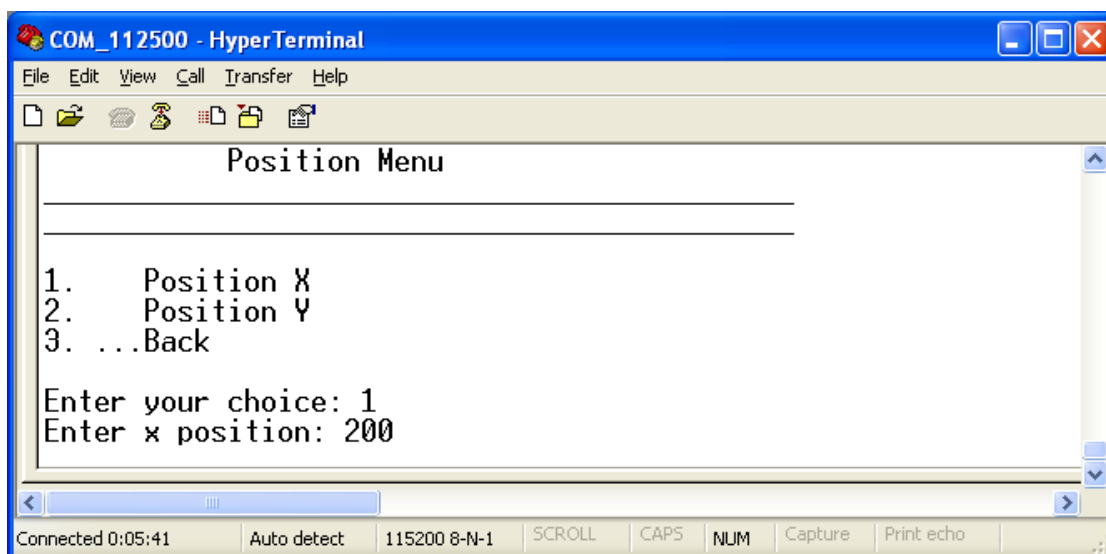 COM_112500 - HyperTerminal
File Edit View Call Transfer Help
Position Menu
1. Position X
2. Position Y
3. ...Back
Enter your choice: 1
Enter x position: 200
Connected 0:05:41 Auto detect 115200 8-N-1 SCROLL CAPS NUM Capture Print echo